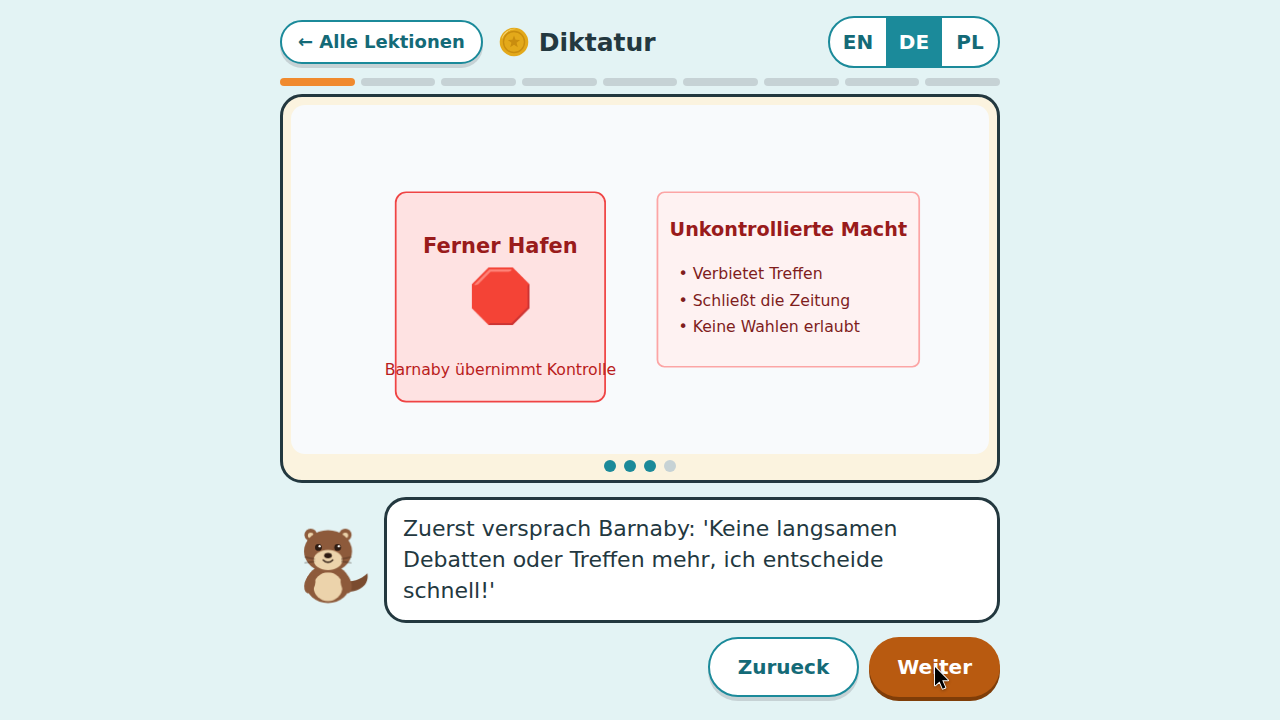 ← Alle Lektionen
Diktatur
EN DE PL
Ferner Hafen
Barnaby übernimmt Kontrolle
Unkontrollierte Macht
• Verbietet Treffen
• Schließt die Zeitung
• Keine Wahlen erlaubt
Zuerst versprach Barnaby: 'Keine langsamen
Debatten oder Treffen mehr, ich entscheide
schnell!'
Zurueck
Weiter